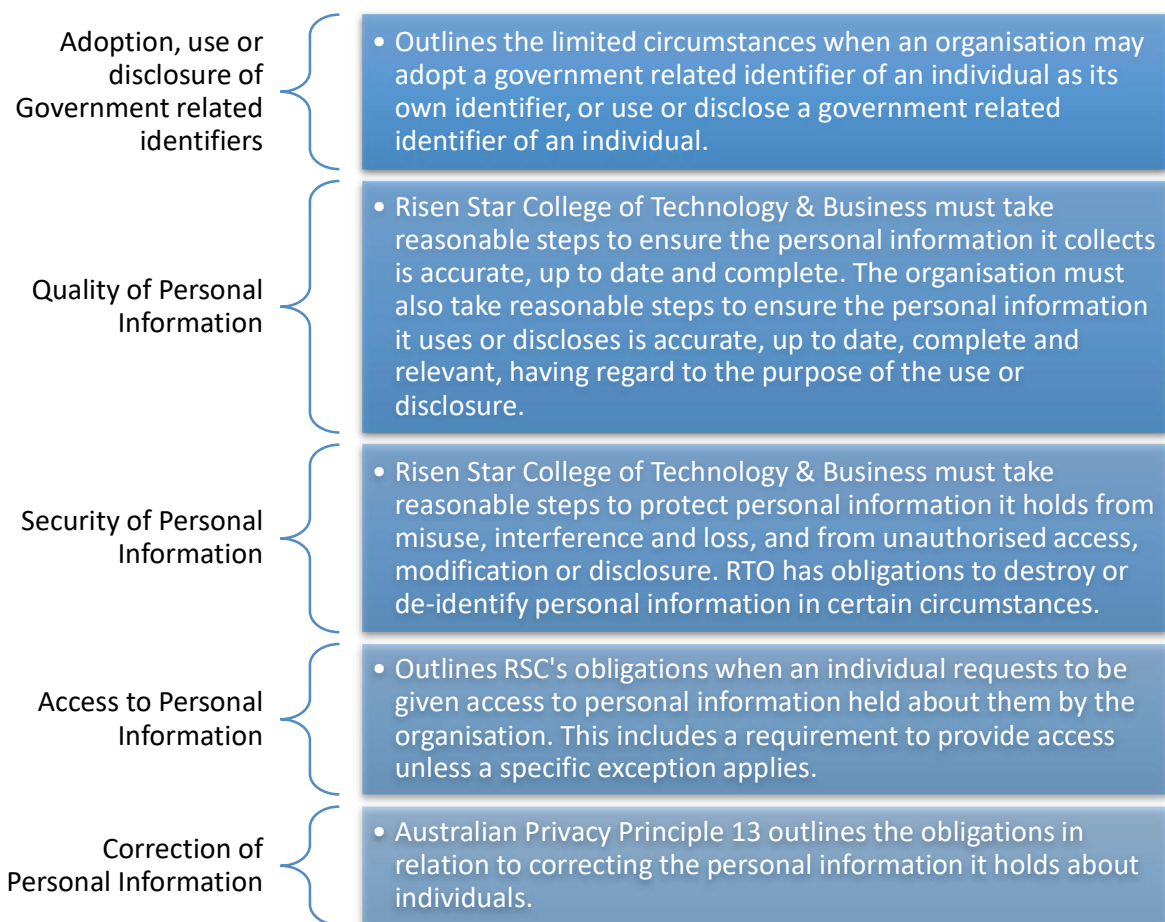 Adoption, use or
disclosure of
Government related
identifiers
• Outlines the limited circumstances when an organisation may
adopt a government related identifier of an individual as its
own identifier, or use or disclose a government related
identifier of an individual.
Quality of Personal
Information
• Risen Star College of Technology & Business must take
reasonable steps to ensure the personal information it collects
is accurate, up to date and complete. The organisation must
also take reasonable steps to ensure the personal information
it uses or discloses is accurate, up to date, complete and
relevant, having regard to the purpose of the use or
disclosure.
Security of Personal
Information
• Risen Star College of Technology & Business must take
reasonable steps to protect personal information it holds from
misuse, interference and loss, and from unauthorised access,
modification or disclosure. RTO has obligations to destroy or
de-identify personal information in certain circumstances.
Access to Personal
Information
• Outlines RSC's obligations when an individual requests to be
given access to personal information held about them by the
organisation. This includes a requirement to provide access
unless a specific exception applies.
Correction of
Personal Information
• Australian Privacy Principle 13 outlines the obligations in
relation to correcting the personal information it holds about
individuals.